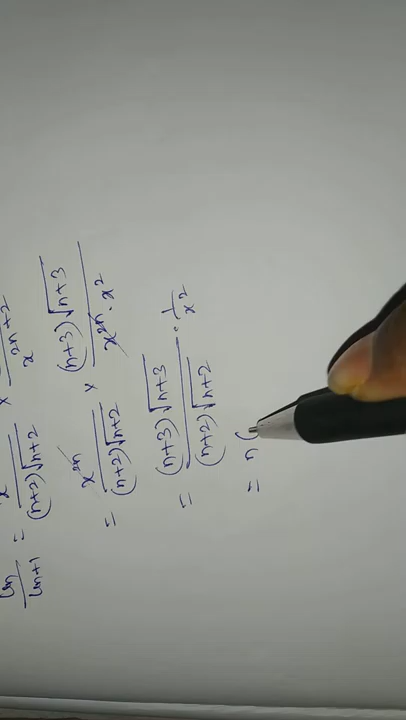 un/un+1 = x/(n+2)√n+2 × /x^2n+2
= x^2n/(n+2)√n+2 × (n+3)√n+3/x^2n · x^2
= (n+3)√n+3/(n+2)√n+2 · 1/x^2
= n(